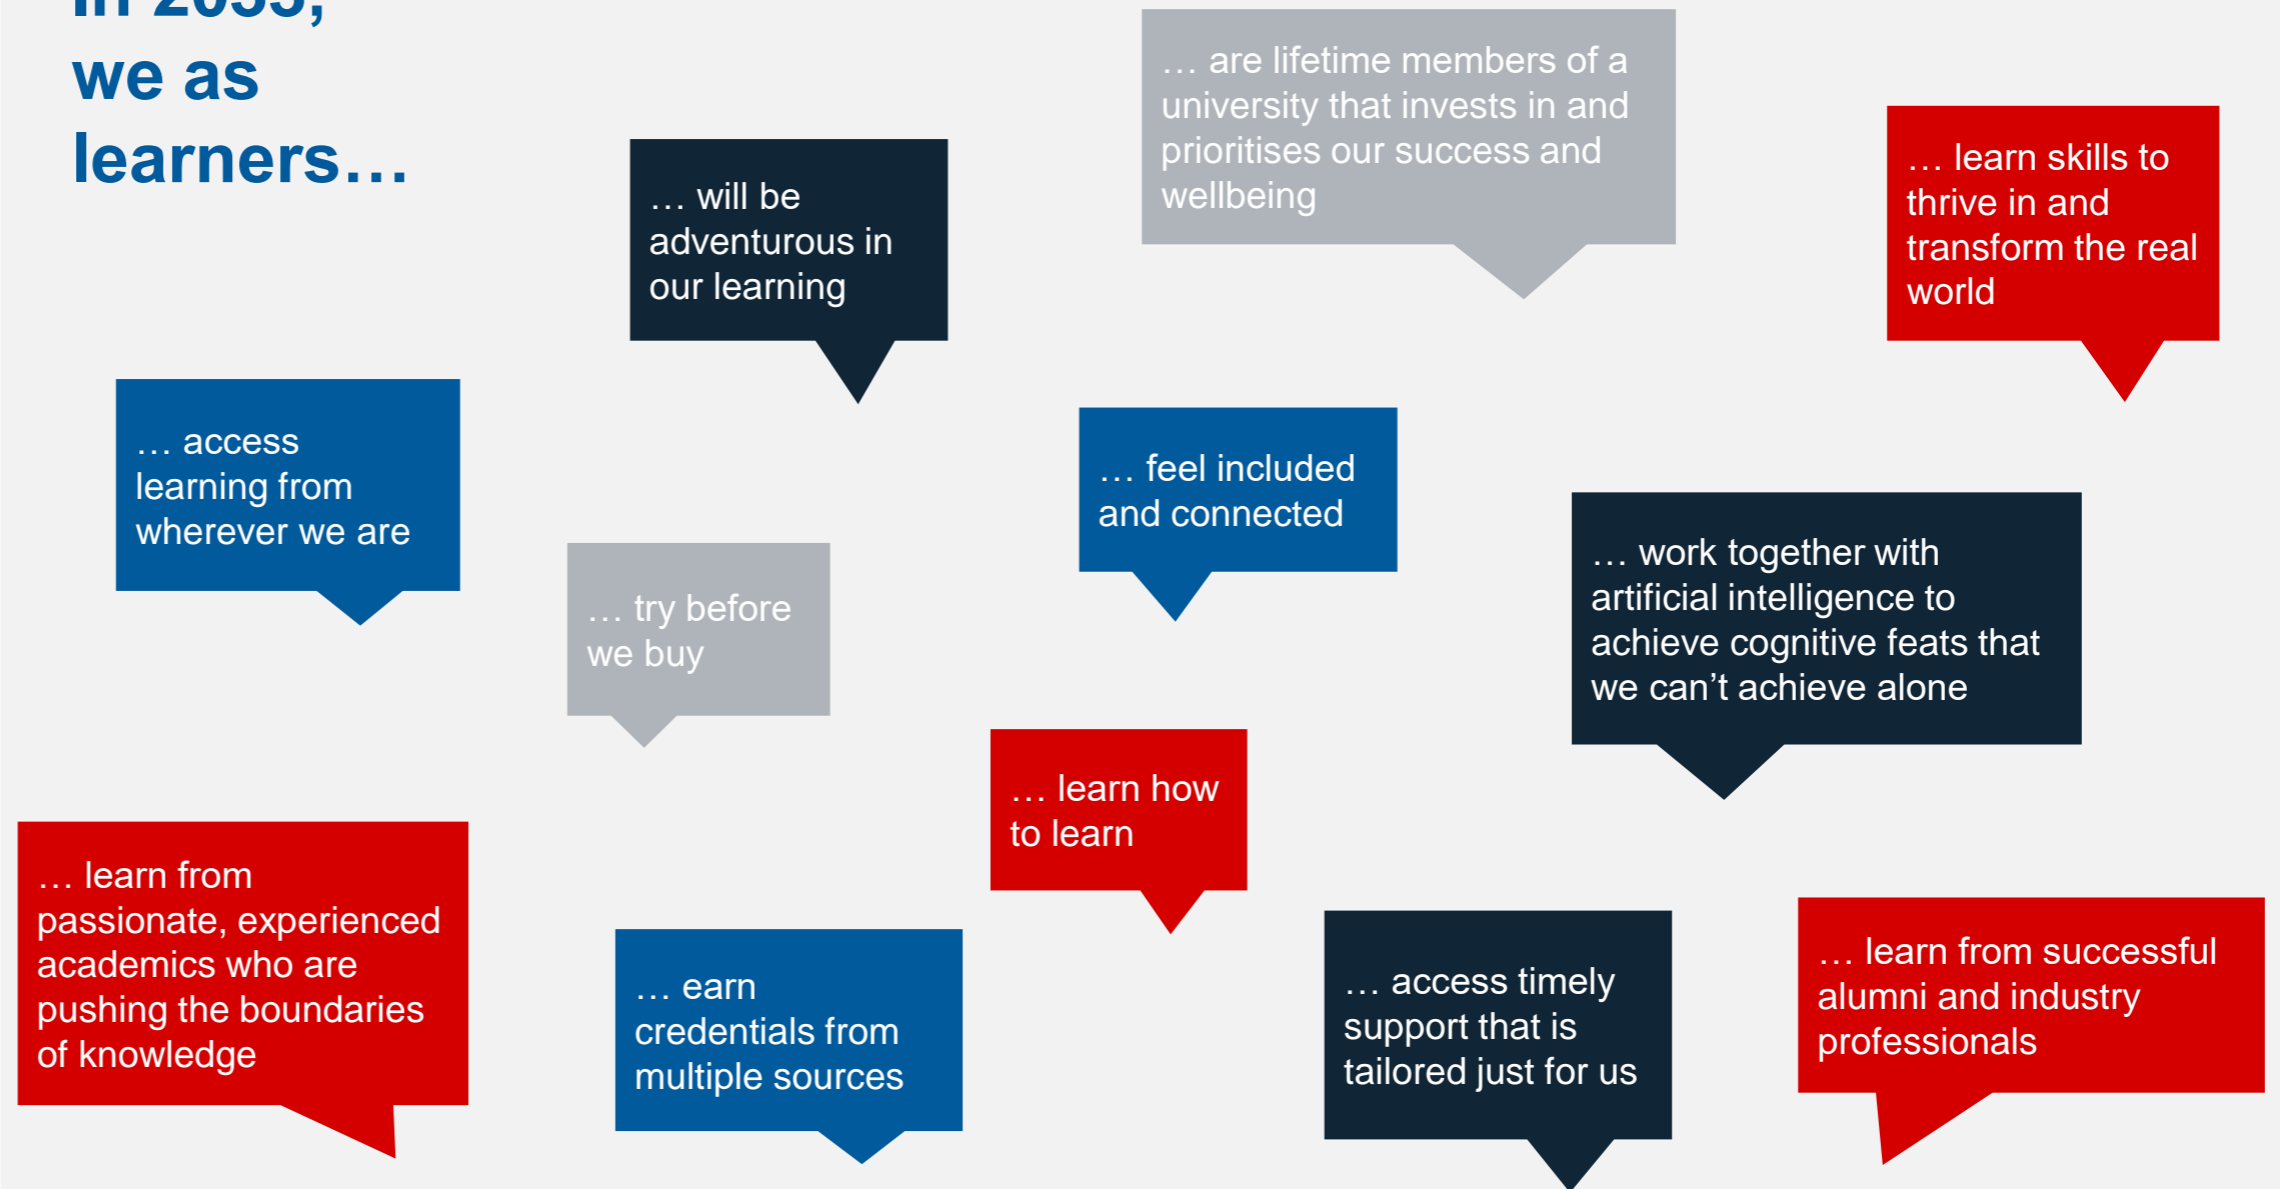 In
we as
learners…
… are lifetime members of a
university that invests in and
prioritises our success and
wellbeing
… learn skills to
thrive in and
transform the real
world
… will be
adventurous in
our learning
… access
learning from
wherever we are
… feel included
and connected
… work together with
artificial intelligence to
achieve cognitive feats that
we can’t achieve alone
… try before
we buy
… learn how
to learn
… learn from
passionate, experienced
academics who are
pushing the boundaries
of knowledge
… earn
credentials from
multiple sources
… access timely
support that is
tailored just for us
… learn from successful
alumni and industry
professionals